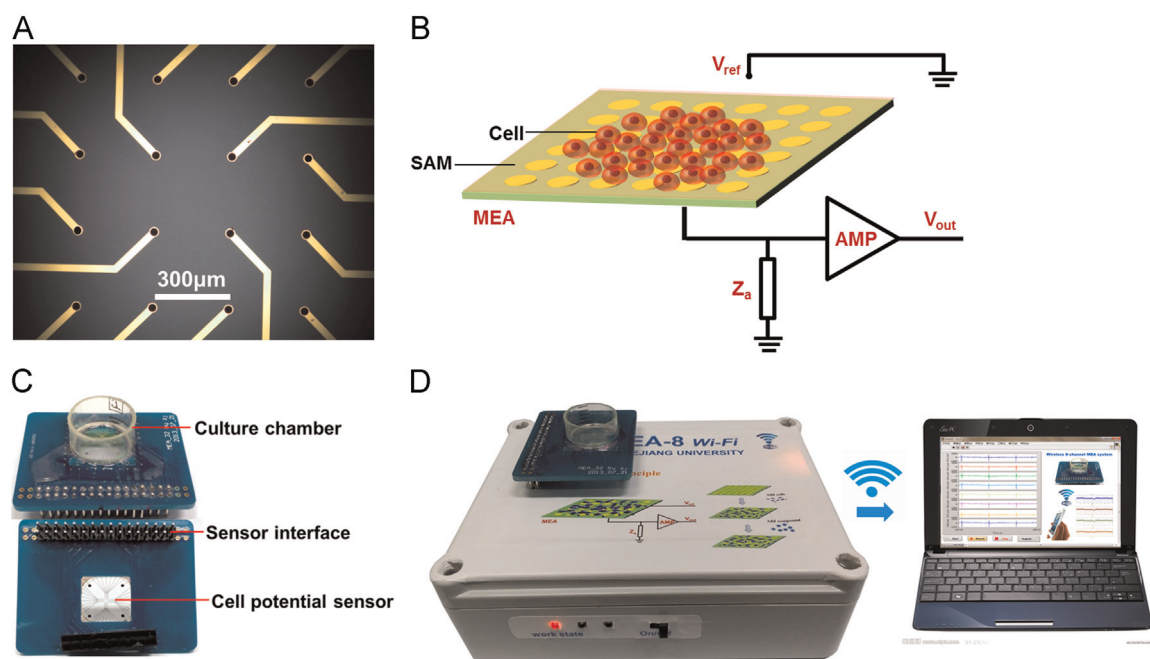 A
300μm
B
Vref
Cell
SAM
MEA
AMP
Vout
Za
C
Culture chamber
Sensor interface
Cell potential sensor
D
EA-8 Wi-Fi
EJIANG UNIVERSITY
MEA
AMP
work state
Wireless 8-channel MEA system